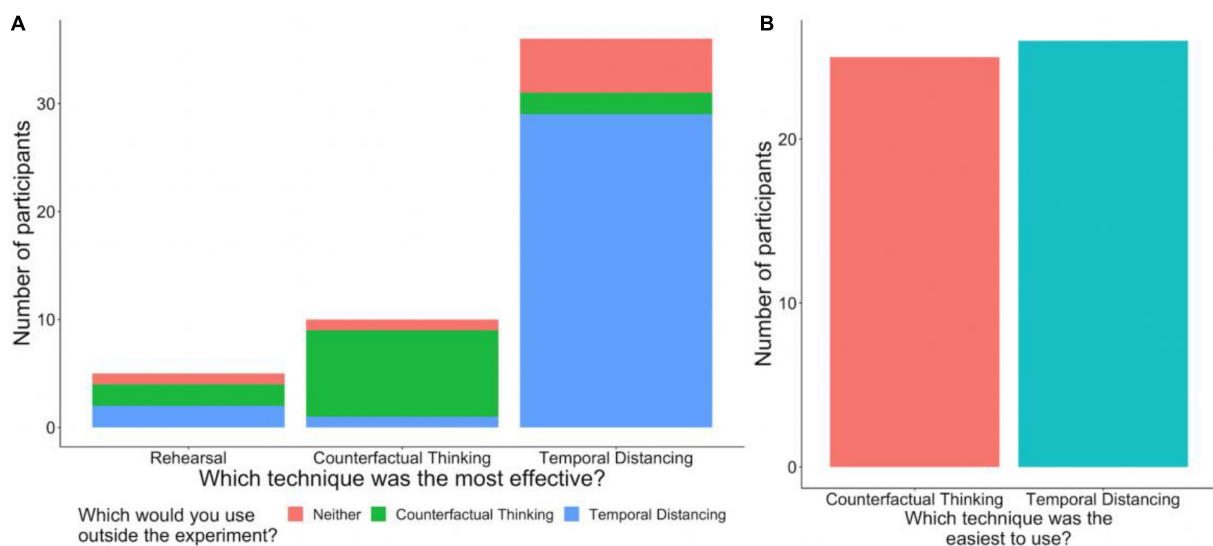 A
Number of participants
30
20
10
0
Rehearsal
Counterfactual Thinking
Temporal Distancing
Which technique was the most effective?
Which would you use
outside the experiment?
Neither
Counterfactual Thinking
Temporal Distancing
B
Number of participants
20
10
0
Counterfactual Thinking
Temporal Distancing
Which technique was the
easiest to use?